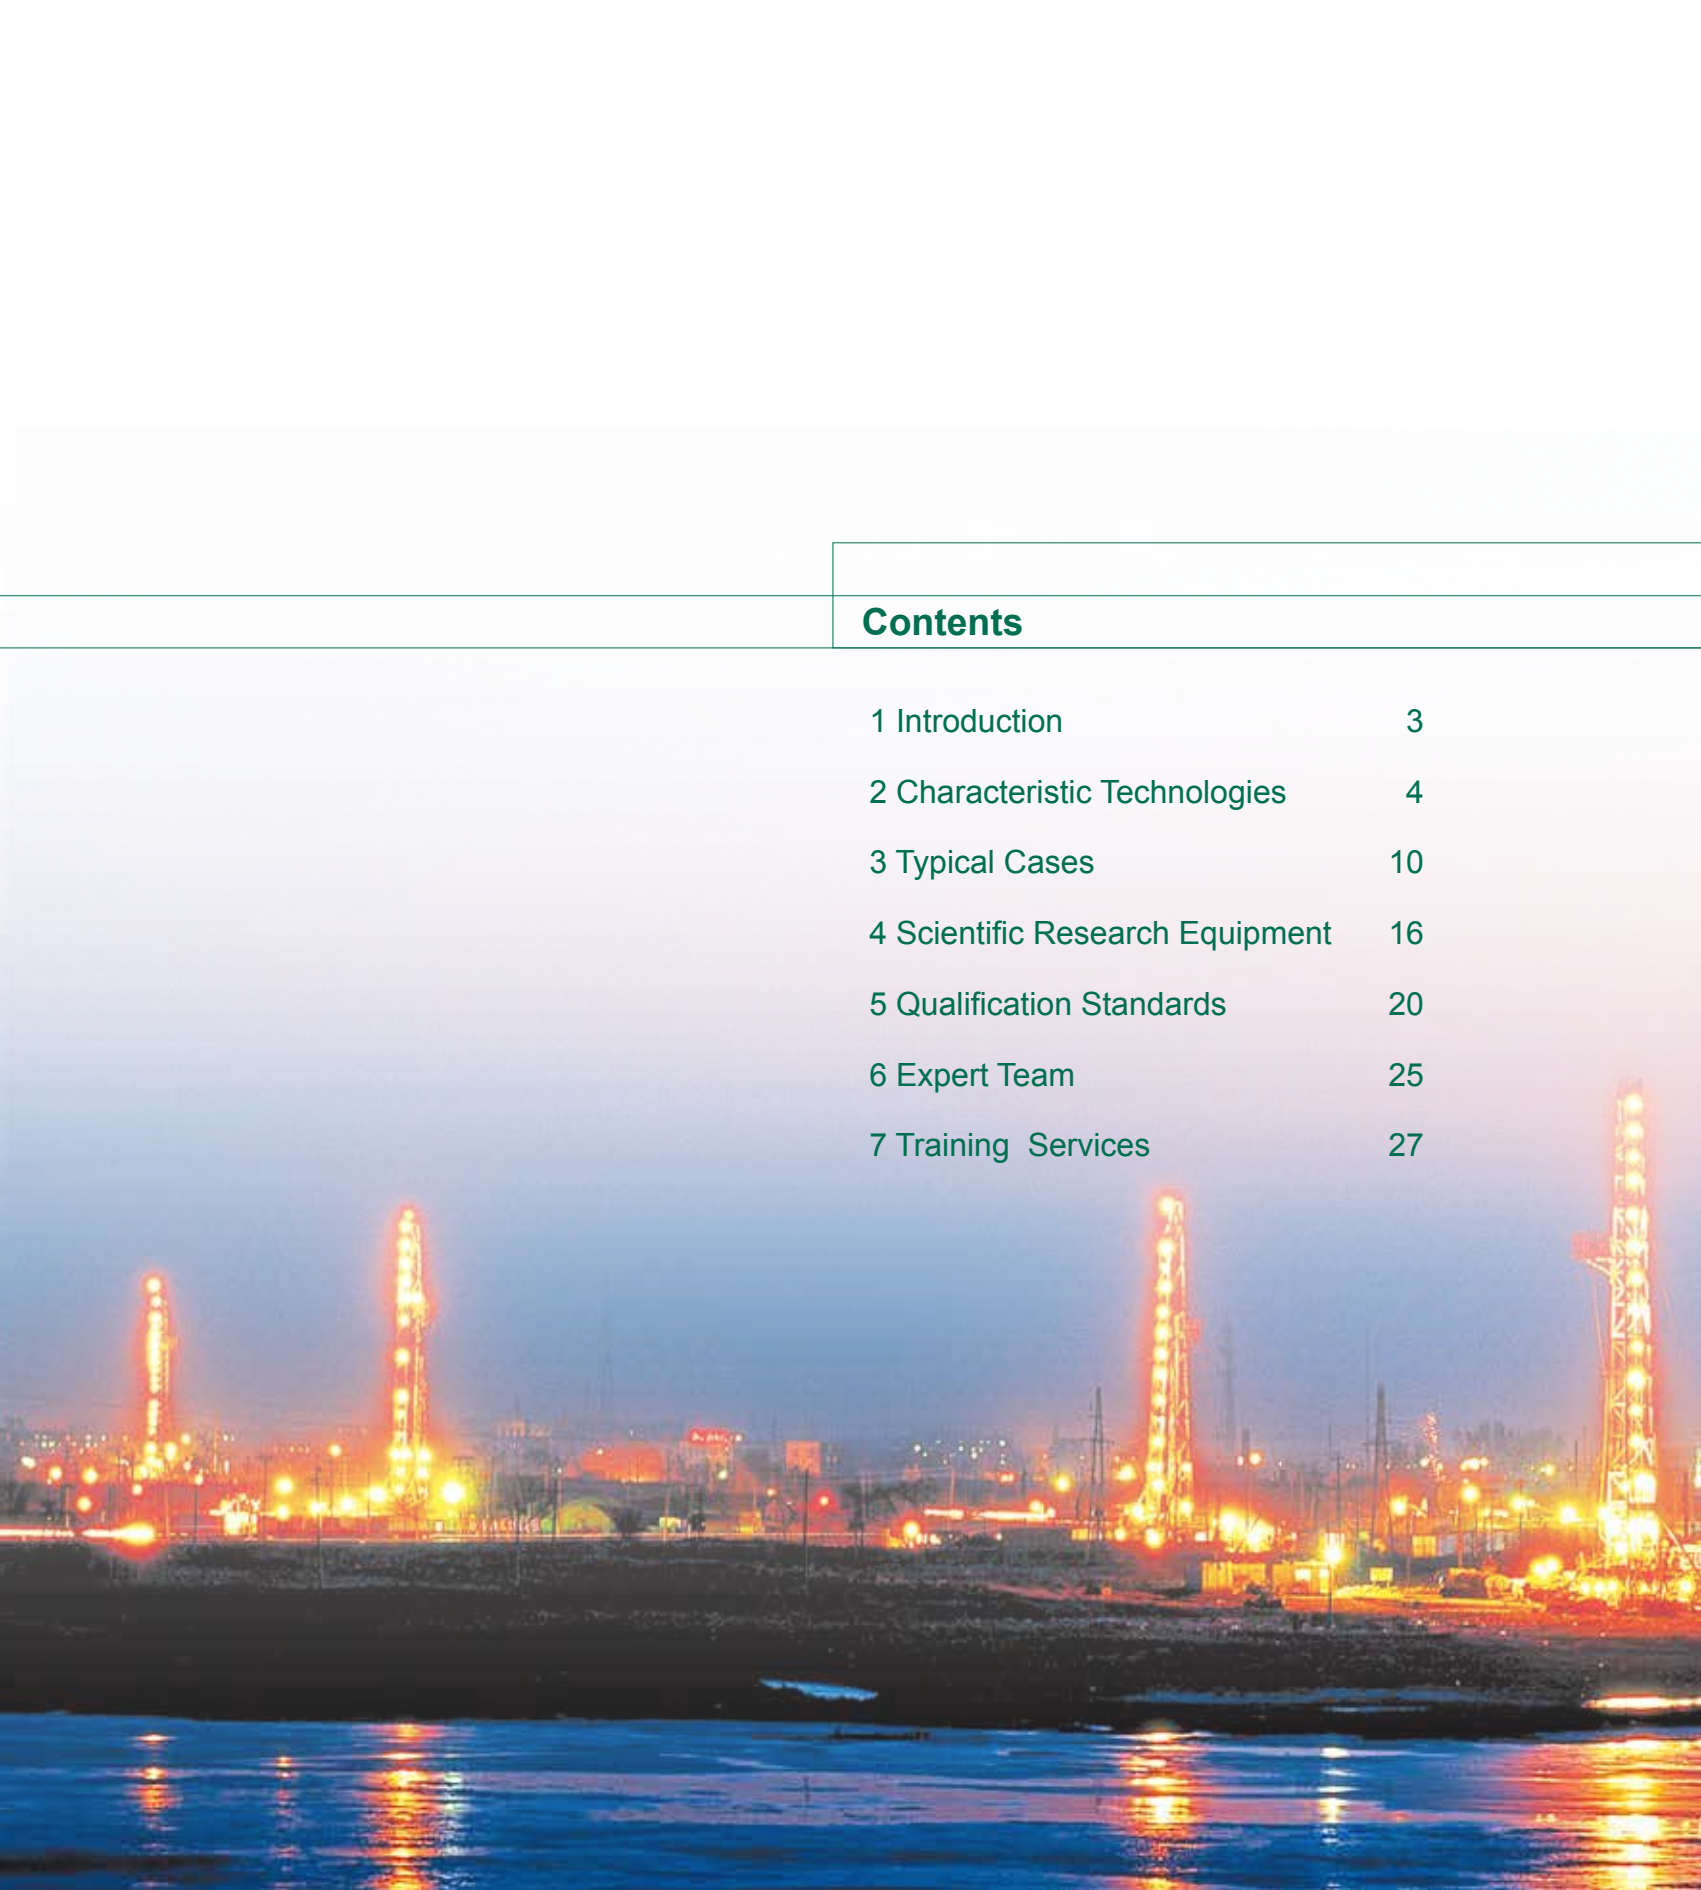 Contents
1 Introduction 3
2 Characteristic Technologies 4
3 Typical Cases 10
4 Scientific Research Equipment 16
5 Qualification Standards 20
6 Expert Team 25
7 Training  Services 27